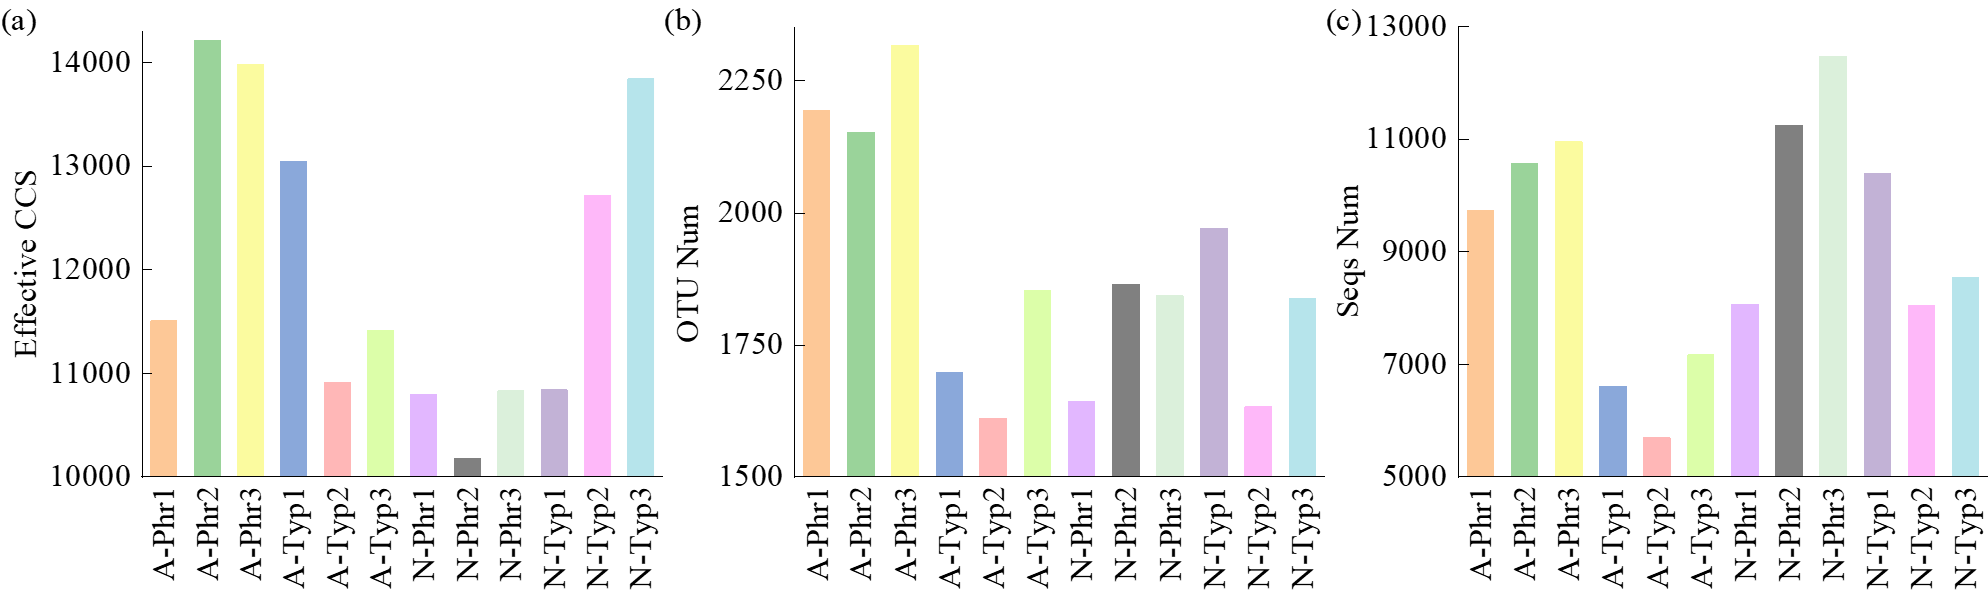 (a)
Effective CCS
14000
13000
12000
11000
10000
A-Phr1
A-Phr2
A-Phr3
A-Typ1
A-Typ2
A-Typ3
N-Phr1
N-Phr2
N-Phr3
N-Typ1
N-Typ2
N-Typ3
(b)
OTU Num
2250
2000
1750
1500
A-Phr1
A-Phr2
A-Phr3
A-Typ1
A-Typ2
A-Typ3
N-Phr1
N-Phr2
N-Phr3
N-Typ1
N-Typ2
N-Typ3
(c)
Seqs Num
13000
11000
9000
7000
5000
A-Phr1
A-Phr2
A-Phr3
A-Typ1
A-Typ2
A-Typ3
N-Phr1
N-Phr2
N-Phr3
N-Typ1
N-Typ2
N-Typ3